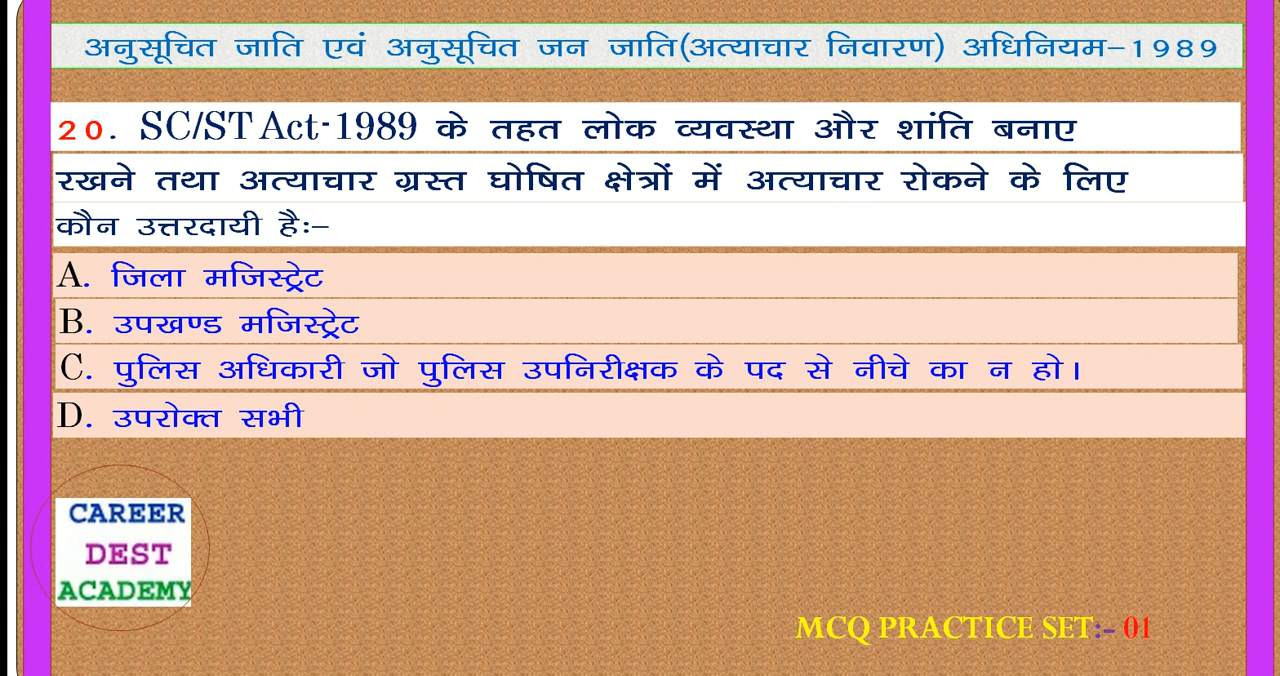 अनुसूचित जाति एवं अनुसूचित जन जाति(अत्याचार निवारण) अधिनियम–1989
20. SC/ST Act-1989 के तहत लोक व्यवस्था और शांति बनाए
रखने तथा अत्याचार ग्रस्त घोषित क्षेत्रों में अत्याचार रोकने के लिए
कौन उत्तरदायी हैः–
A. जिला मजिस्ट्रेट
B. उपखण्ड मजिस्ट्रेट
C. पुलिस अधिकारी जो पुलिस उपनिरीक्षक के पद से नीचे का न हो।
D. उपरोक्त सभी
CAREER
DEST
ACADEMY
MCQ PRACTICE SET:- 01